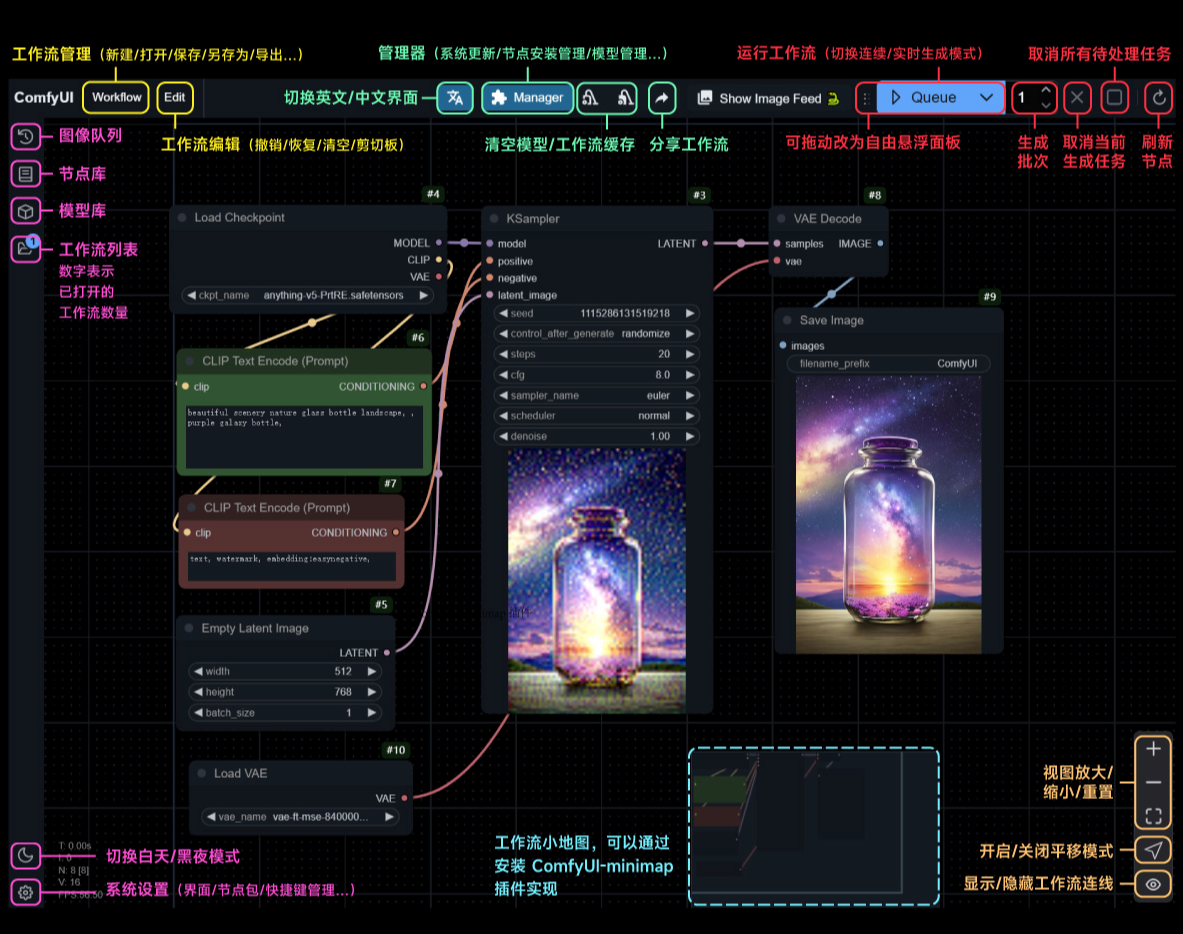 工作流管理（新建/打开/保存/另存为/导出...）
管理器（系统更新/节点安装管理/模型管理...）
运行工作流（切换连续/实时生成模式）
取消所有待处理任务
ComfyUI
Workflow
Edit
切换英文/中文界面
Manager
Show Image Feed
Queue
1
工作流编辑（撤销/恢复/清空/剪切板）
清空模型/工作流缓存
分享工作流
可拖动改为自由悬浮面板
生成
批次
取消当前
生成任务
刷新
节点
图像队列
节点库
模型库
1
工作流列表
数字表示
已打开的
工作流数量
#4
Load Checkpoint
MODEL
CLIP
VAE
ckpt_name anything-v5-PrtRE.safetensors
#6
CLIP Text Encode (Prompt)
clip
CONDITIONING
beautiful scenery nature glass bottle landscape, ,
purple galaxy bottle,
#7
CLIP Text Encode (Prompt)
clip
CONDITIONING
text, watermark, embedding:easynegative,
#5
Empty Latent Image
LATENT
width 512
height 768
batch_size 1
#10
Load VAE
VAE
vae_name vae-ft-mse-840000...
#3
KSampler
model
LATENT
positive
negative
latent_image
seed 1115286131519218
control_after_generate randomize
steps 20
cfg 8.0
sampler_name euler
scheduler normal
denoise 1.00
#8
VAE Decode
samples
IMAGE
vae
#9
Save Image
images
filename_prefix ComfyUI
工作流小地图，可以通过
安装 ComfyUI-minimap
插件实现
视图放大/
缩小/重置
开启/关闭平移模式
显示/隐藏工作流连线
T: 0.00s
I: 0
N: 8 [8]
V: 16
切换白天/黑夜模式
系统设置（界面/节点包/快捷键管理...）